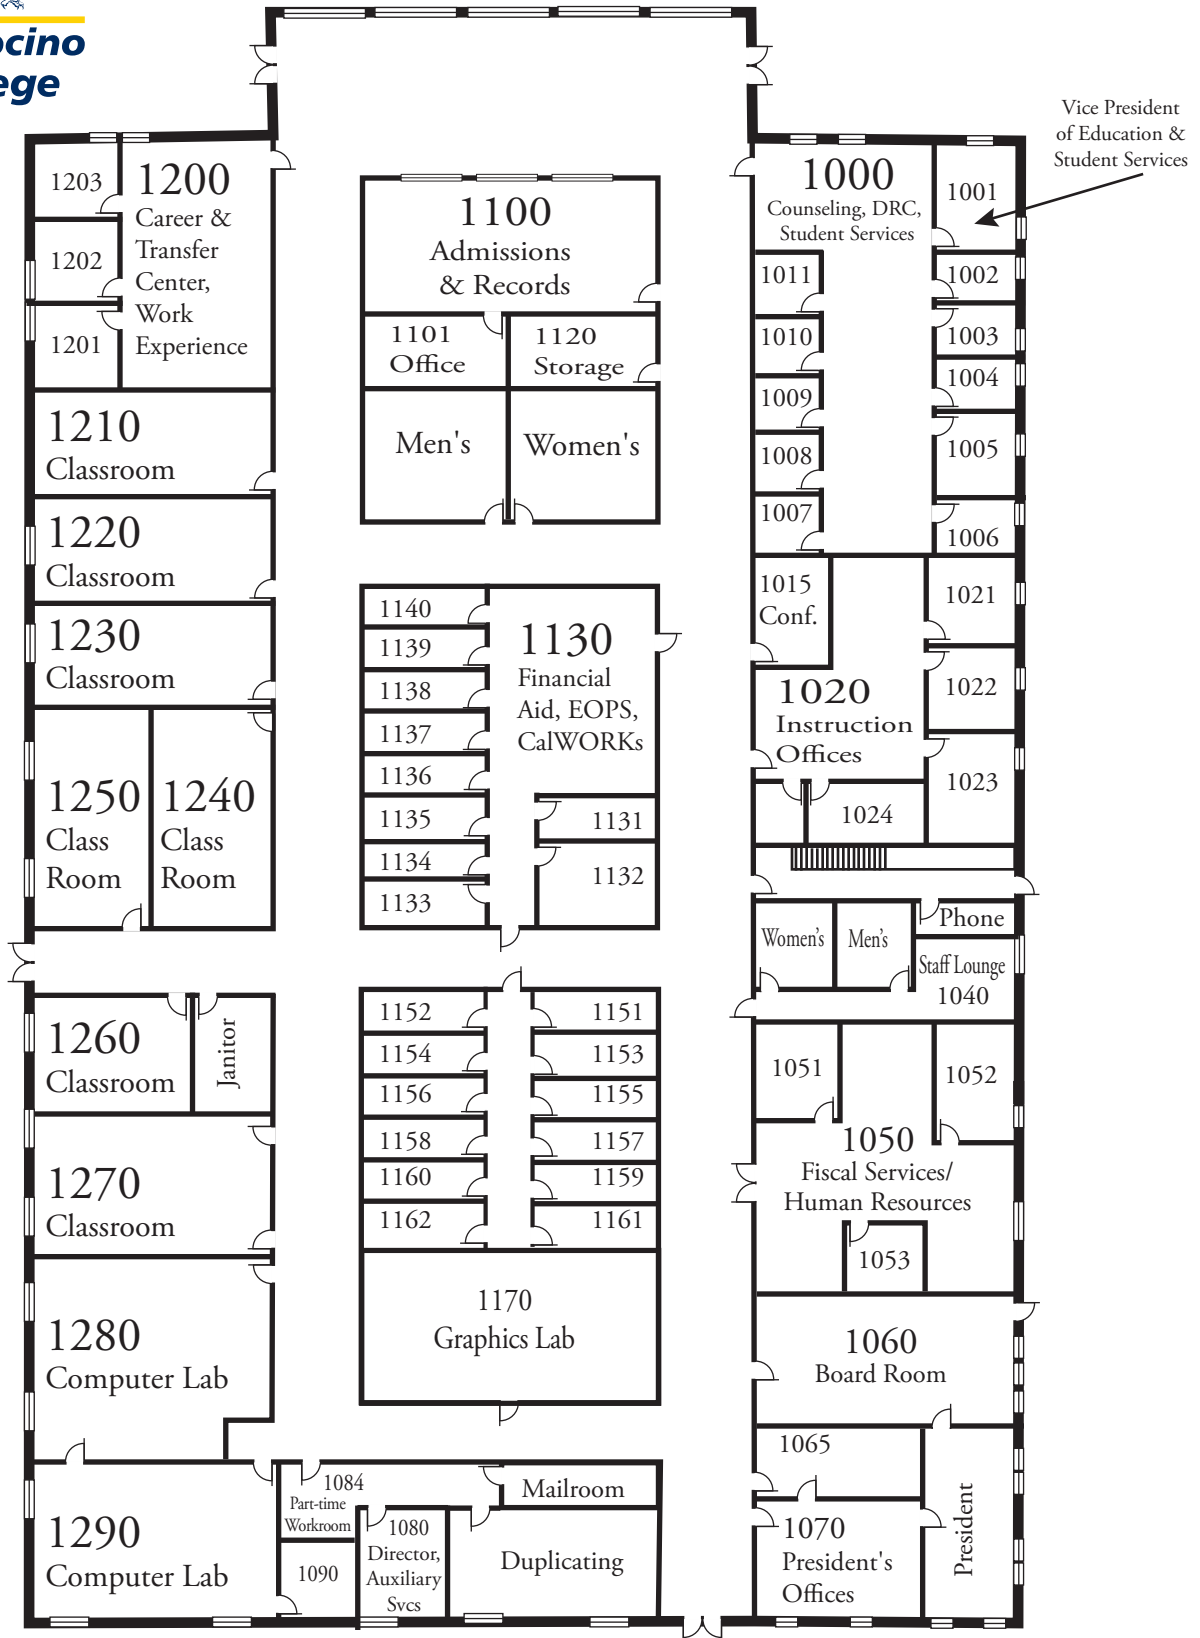 ocino
ege
Vice President
of Education &
Student Services
1203
1202
1201
1200
Career &
Transfer
Center,
Work
Experience
1210
Classroom
1220
Classroom
1230
Classroom
1250
Class
Room
1240
Class
Room
1260
Classroom
Janitor
1270
Classroom
1280
Computer Lab
1290
Computer Lab
1100
Admissions
& Records
1101
Office
1120
Storage
Men's
Women's
1140
1139
1138
1137
1136
1135
1134
1133
1130
Financial
Aid, EOPS,
CalWORKs
1131
1132
1152
1154
1156
1158
1160
1162
1151
1153
1155
1157
1159
1161
1170
Graphics Lab
1084
Part-time
Workroom
1090
1080
Director,
Auxiliary
Svcs
Mailroom
Duplicating
1000
Counseling, DRC,
Student Services
1001
1002
1003
1004
1005
1006
1011
1010
1009
1008
1007
1015
Conf.
1020
Instruction
Offices
1021
1022
1023
1024
Women's
Men's
Phone
Staff Lounge
1040
1051
1052
1050
Fiscal Services/
Human Resources
1053
1060
Board Room
1065
1070
President's
Offices
President